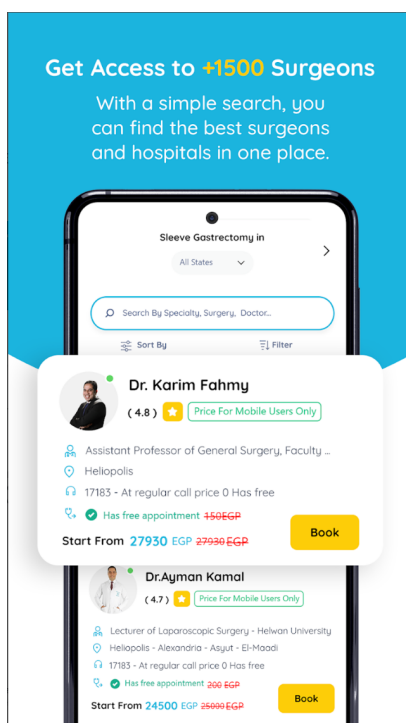 Get Access to +1500 Surgeons
With a simple search, you
can find the best surgeons
and hospitals in one place.
Sleeve Gastrectomy in
All States
Search By Specialty, Surgery, Doctor...
Sort By
Filter
Dr. Karim Fahmy
( 4.8 ) Price For Mobile Users Only
Assistant Professor of General Surgery, Faculty ...
Heliopolis
17183 - At regular call price 0 Has free
Has free appointment 150EGP
Start From 27930 EGP 27930 EGP
Book
Dr.Ayman Kamal
( 4.7 ) Price For Mobile Users Only
Lecturer of Laparoscopic Surgery - Helwan University
Heliopolis - Alexandria - Asyut - El-Maadi
17183 - At regular call price 0 Has free
Has free appointment 200 EGP
Start From 24500 EGP 25000 EGP
Book